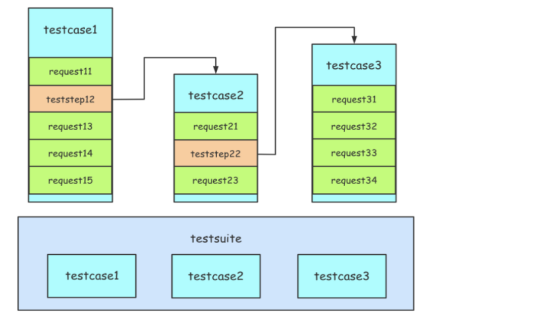 testcase1
request11
teststep12
request13
request14
request15
testcase2
request21
teststep22
request23
testcase3
request31
request32
request33
request34
testsuite
testcase1
testcase2
testcase3